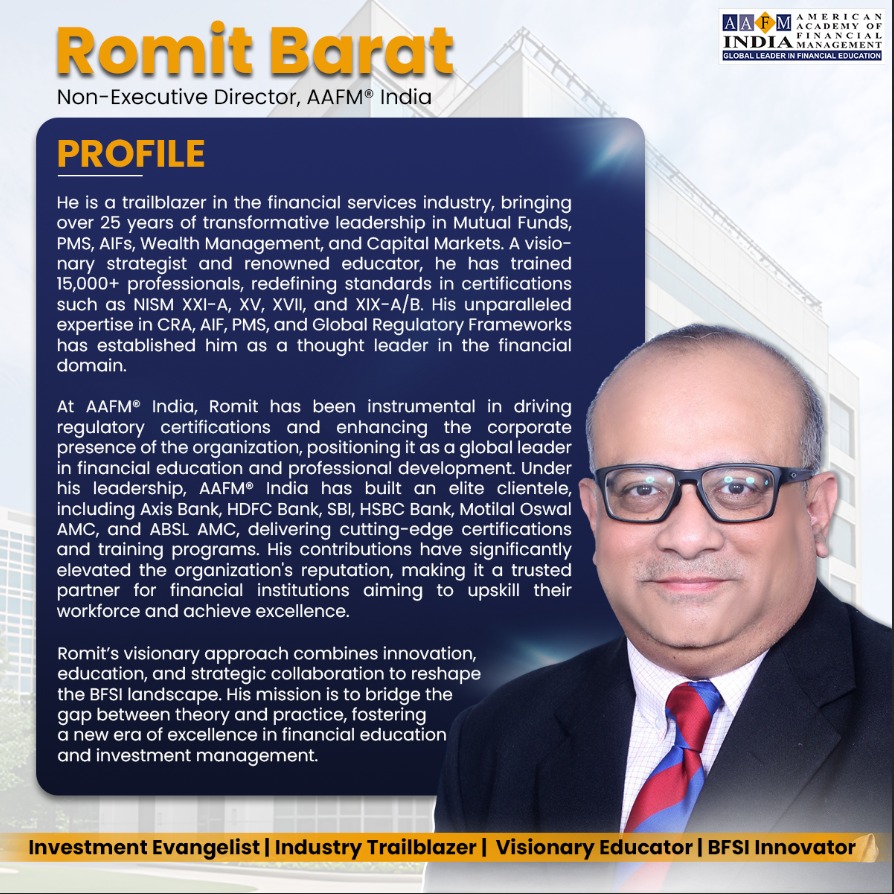 Romit Barat
Non-Executive Director, AAFM® India
AAFM
INDIA
AMERICAN
ACADEMY OF
FINANCIAL
MANAGEMENT
GLOBAL LEADER IN FINANCIAL EDUCATION
PROFILE
He is a trailblazer in the financial services industry, bringing
over 25 years of transformative leadership in Mutual Funds,
PMS, AIFs, Wealth Management, and Capital Markets. A visio-
nary strategist and renowned educator, he has trained
15,000+ professionals, redefining standards in certifications
such as NISM XXI-A, XV, XVII, and XIX-A/B. His unparalleled
expertise in CRA, AIF, PMS, and Global Regulatory Frameworks
has established him as a thought leader in the financial
domain.
At AAFM® India, Romit has been instrumental in driving
regulatory certifications and enhancing the corporate
presence of the organization, positioning it as a global leader
in financial education and professional development. Under
his leadership, AAFM® India has built an elite clientele,
including Axis Bank, HDFC Bank, SBI, HSBC Bank, Motilal Oswal
AMC, and ABSL AMC, delivering cutting-edge certifications
and training programs. His contributions have significantly
elevated the organization's reputation, making it a trusted
partner for financial institutions aiming to upskill their
workforce and achieve excellence.
Romit's visionary approach combines innovation,
education, and strategic collaboration to reshape
the BFSI landscape. His mission is to bridge the
gap between theory and practice, fostering
a new era of excellence in financial education
and investment management.
Investment Evangelist | Industry Trailblazer | Visionary Educator | BFSI Innovator